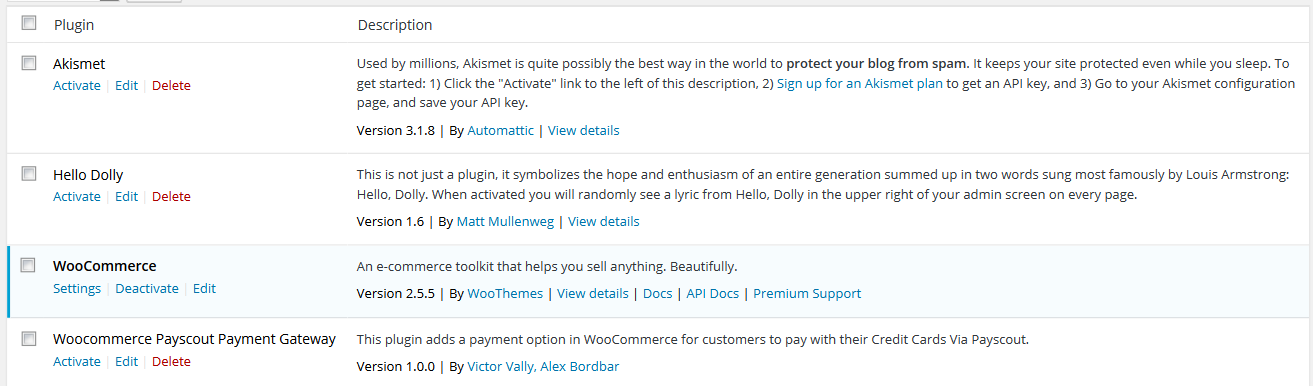 Plugin Description
Akismet
Activate | Edit | Delete
Used by millions, Akismet is quite possibly the best way in the world to protect your blog from spam. It keeps your site protected even while you sleep. To
get started: 1) Click the "Activate" link to the left of this description, 2) Sign up for an Akismet plan to get an API key, and 3) Go to your Akismet configuration
page, and save your API key.
Version 3.1.8 | By Automattic | View details
Hello Dolly
Activate | Edit | Delete
This is not just a plugin, it symbolizes the hope and enthusiasm of an entire generation summed up in two words sung most famously by Louis Armstrong:
Hello, Dolly. When activated you will randomly see a lyric from Hello, Dolly in the upper right of your admin screen on every page.
Version 1.6 | By Matt Mullenweg | View details
WooCommerce
Settings | Deactivate | Edit
An e-commerce toolkit that helps you sell anything. Beautifully.
Version 2.5.5 | By WooThemes | View details | Docs | API Docs | Premium Support
Woocommerce Payscout Payment Gateway
Activate | Edit | Delete
This plugin adds a payment option in WooCommerce for customers to pay with their Credit Cards Via Payscout.
Version 1.0.0 | By Victor Vally, Alex Bordbar